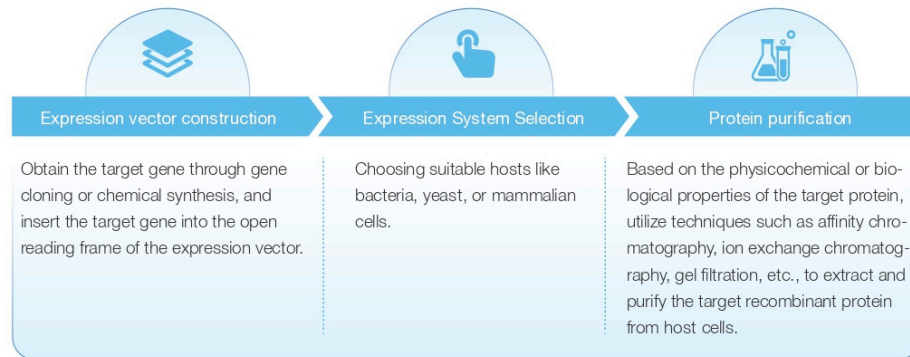 Expression vector construction
Expression System Selection
Protein purification
Obtain the target gene through gene
cloning or chemical synthesis, and
insert the target gene into the open
reading frame of the expression vector.
Choosing suitable hosts like
bacteria, yeast, or mammalian
cells.
Based on the physicochemical or bio-
logical properties of the target protein,
utilize techniques such as affinity chro-
matography, ion exchange chromatog-
raphy, gel filtration, etc., to extract and
purify the target recombinant protein
from host cells.